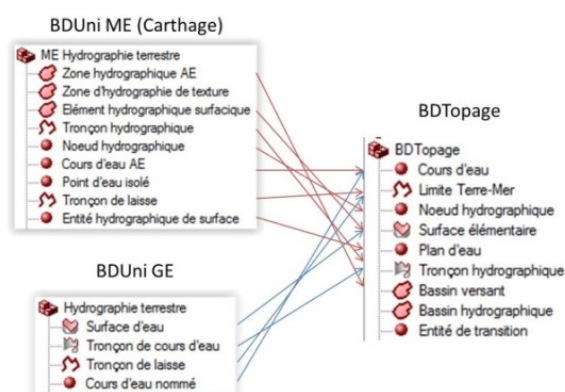 BDUni ME (Carthage)
ME Hydrographie terrestre
Zone hydrographique AE
Zone d'hydrographie de texture
Elément hydrographique surfacique
Tronçon hydrographique
Noeud hydrographique
Cours d'eau AE
Point d'eau isolé
Tronçon de laisse
Entité hydrographique de surface
BDUni GE
Hydrographie terrestre
Surface d'eau
Tronçon de cours d'eau
Tronçon de laisse
Cours d'eau nommé
BDTopage
BDTopage
Cours d'eau
Limite Terre-Mer
Noeud hydrographique
Surface élémentaire
Plan d'eau
Tronçon hydrographique
Bassin versant
Bassin hydrographique
Entité de transition